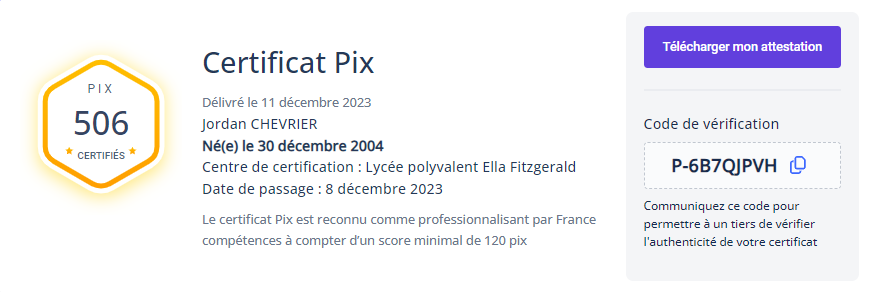 PIX
506
CERTIFIÉS
Certificat Pix
Délivré le 11 décembre 2023
Jordan CHEVRIER
Né(e) le 30 décembre 2004
Centre de certification : Lycée polyvalent Ella Fitzgerald
Date de passage : 8 décembre 2023
Le certificat Pix est reconnu comme professionnalisant par France
compétences à compter d’un score minimal de 120 pix
Télécharger mon attestation
Code de vérification
P-6B7QJPVH
Communiquez ce code pour
permettre à un tiers de vérifier
l'authenticité de votre certificat